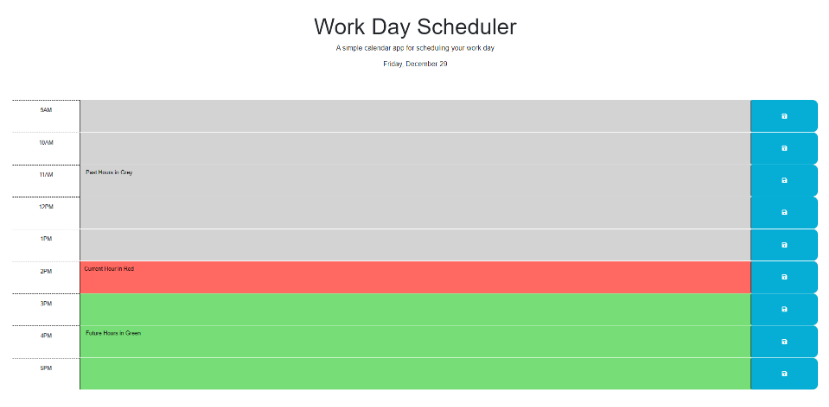 Work Day Scheduler
A simple calendar app for scheduling your work day
Friday, December 29
9AM
10AM
11AM Past Hours in Grey
12PM
1PM
2PM Current Hour in Red
3PM
4PM Future Hours in Green
5PM